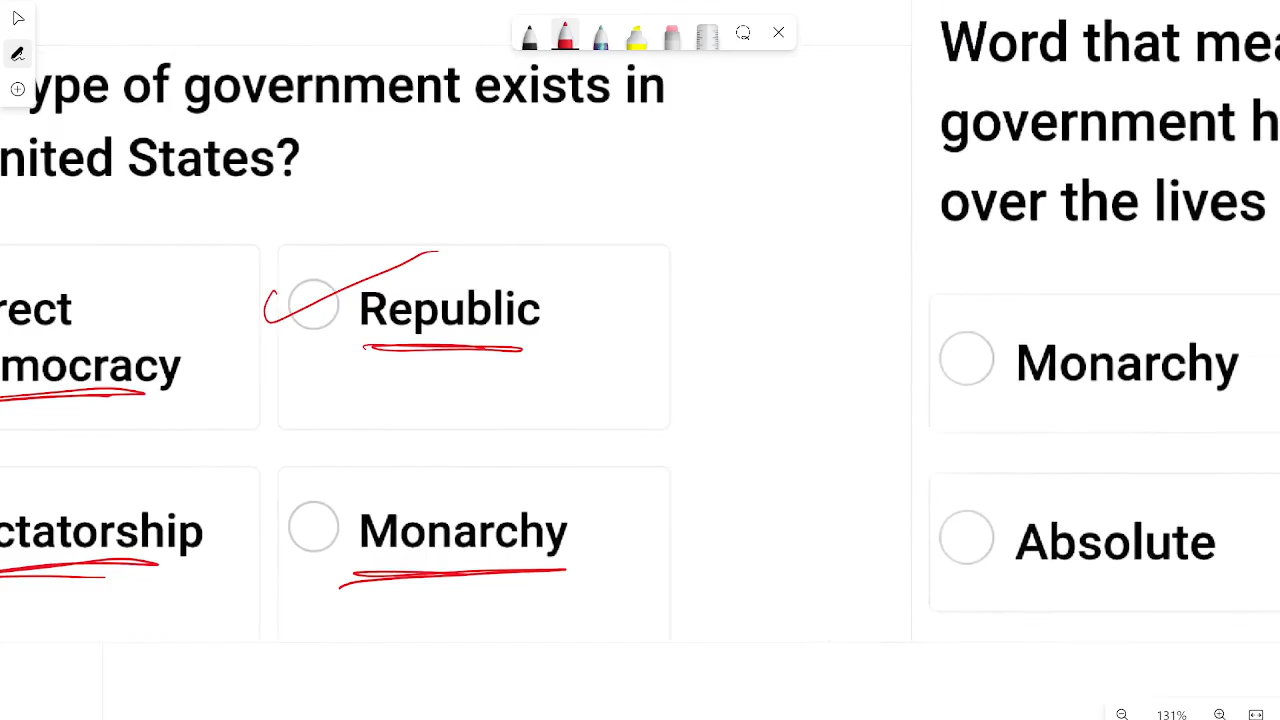 ype of government exists in
nited States?
rect
mocracy
Republic
ctatorship
Monarchy
Word that mea
government h
over the lives
Monarchy
Absolute
131%